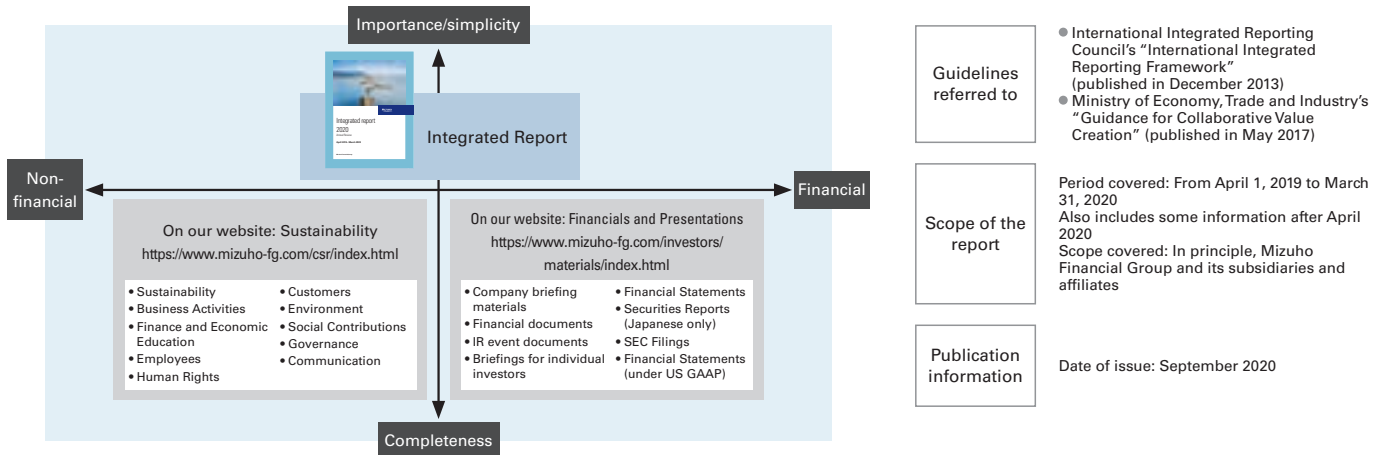 Importance/simplicity
Integrated report
2020
Integrated Report
Non-
financial
Financial
On our website: Sustainability
https://www.mizuho-fg.com/csr/index.html
• Sustainability
• Business Activities
• Finance and Economic
Education
• Employees
• Human Rights
• Customers
• Environment
• Social Contributions
• Governance
• Communication
On our website: Financials and Presentations
https://www.mizuho-fg.com/investors/
materials/index.html
• Company briefing
materials
• Financial documents
• IR event documents
• Briefings for individual
investors
• Financial Statements
• Securities Reports
(Japanese only)
• SEC Filings
• Financial Statements
(under US GAAP)
Completeness
Guidelines
referred to
● International Integrated Reporting
Council’s “International Integrated
Reporting Framework”
(published in December 2013)
● Ministry of Economy, Trade and Industry’s
“Guidance for Collaborative Value
Creation” (published in May 2017)
Scope of the
report
Period covered: From April 1, 2019 to March
31, 2020
Also includes some information after April
2020
Scope covered: In principle, Mizuho
Financial Group and its subsidiaries and
affiliates
Publication
information
Date of issue: September 2020